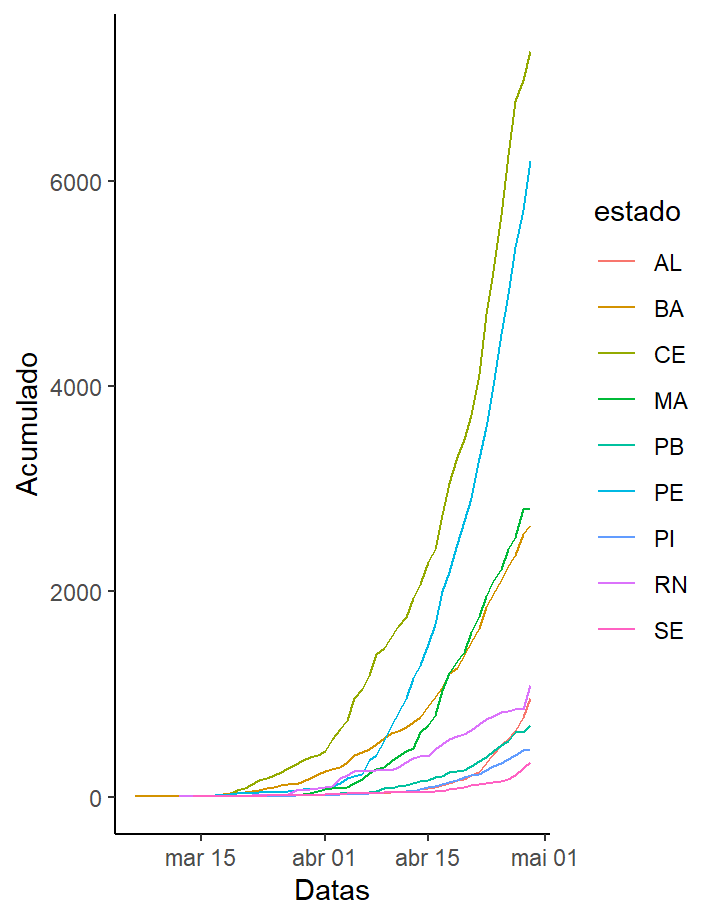 Acumulado
6000
4000
2000
0
mar 15
abr 01
abr 15
mai 01
Datas
estado
AL
BA
CE
MA
PB
PE
PI
RN
SE